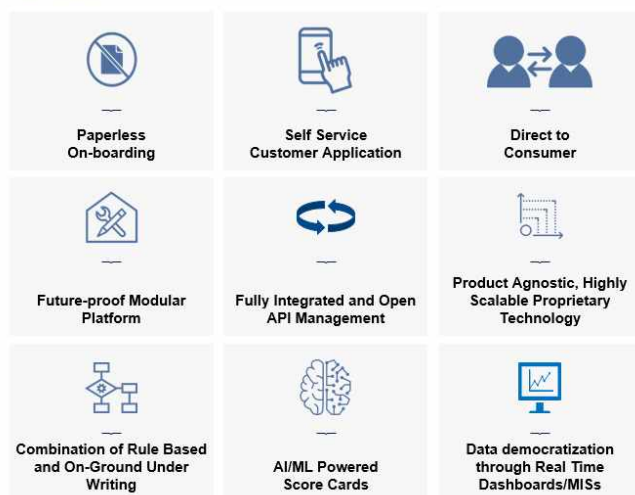 Paperless
On-boarding
Self Service
Customer Application
Direct to
Consumer
Future-proof Modular
Platform
Fully Integrated and Open
API Management
Product Agnostic, Highly
Scalable Proprietary
Technology
Combination of Rule Based
and On-Ground Under
Writing
AI/ML Powered
Score Cards
Data democratization
through Real Time
Dashboards/MISs